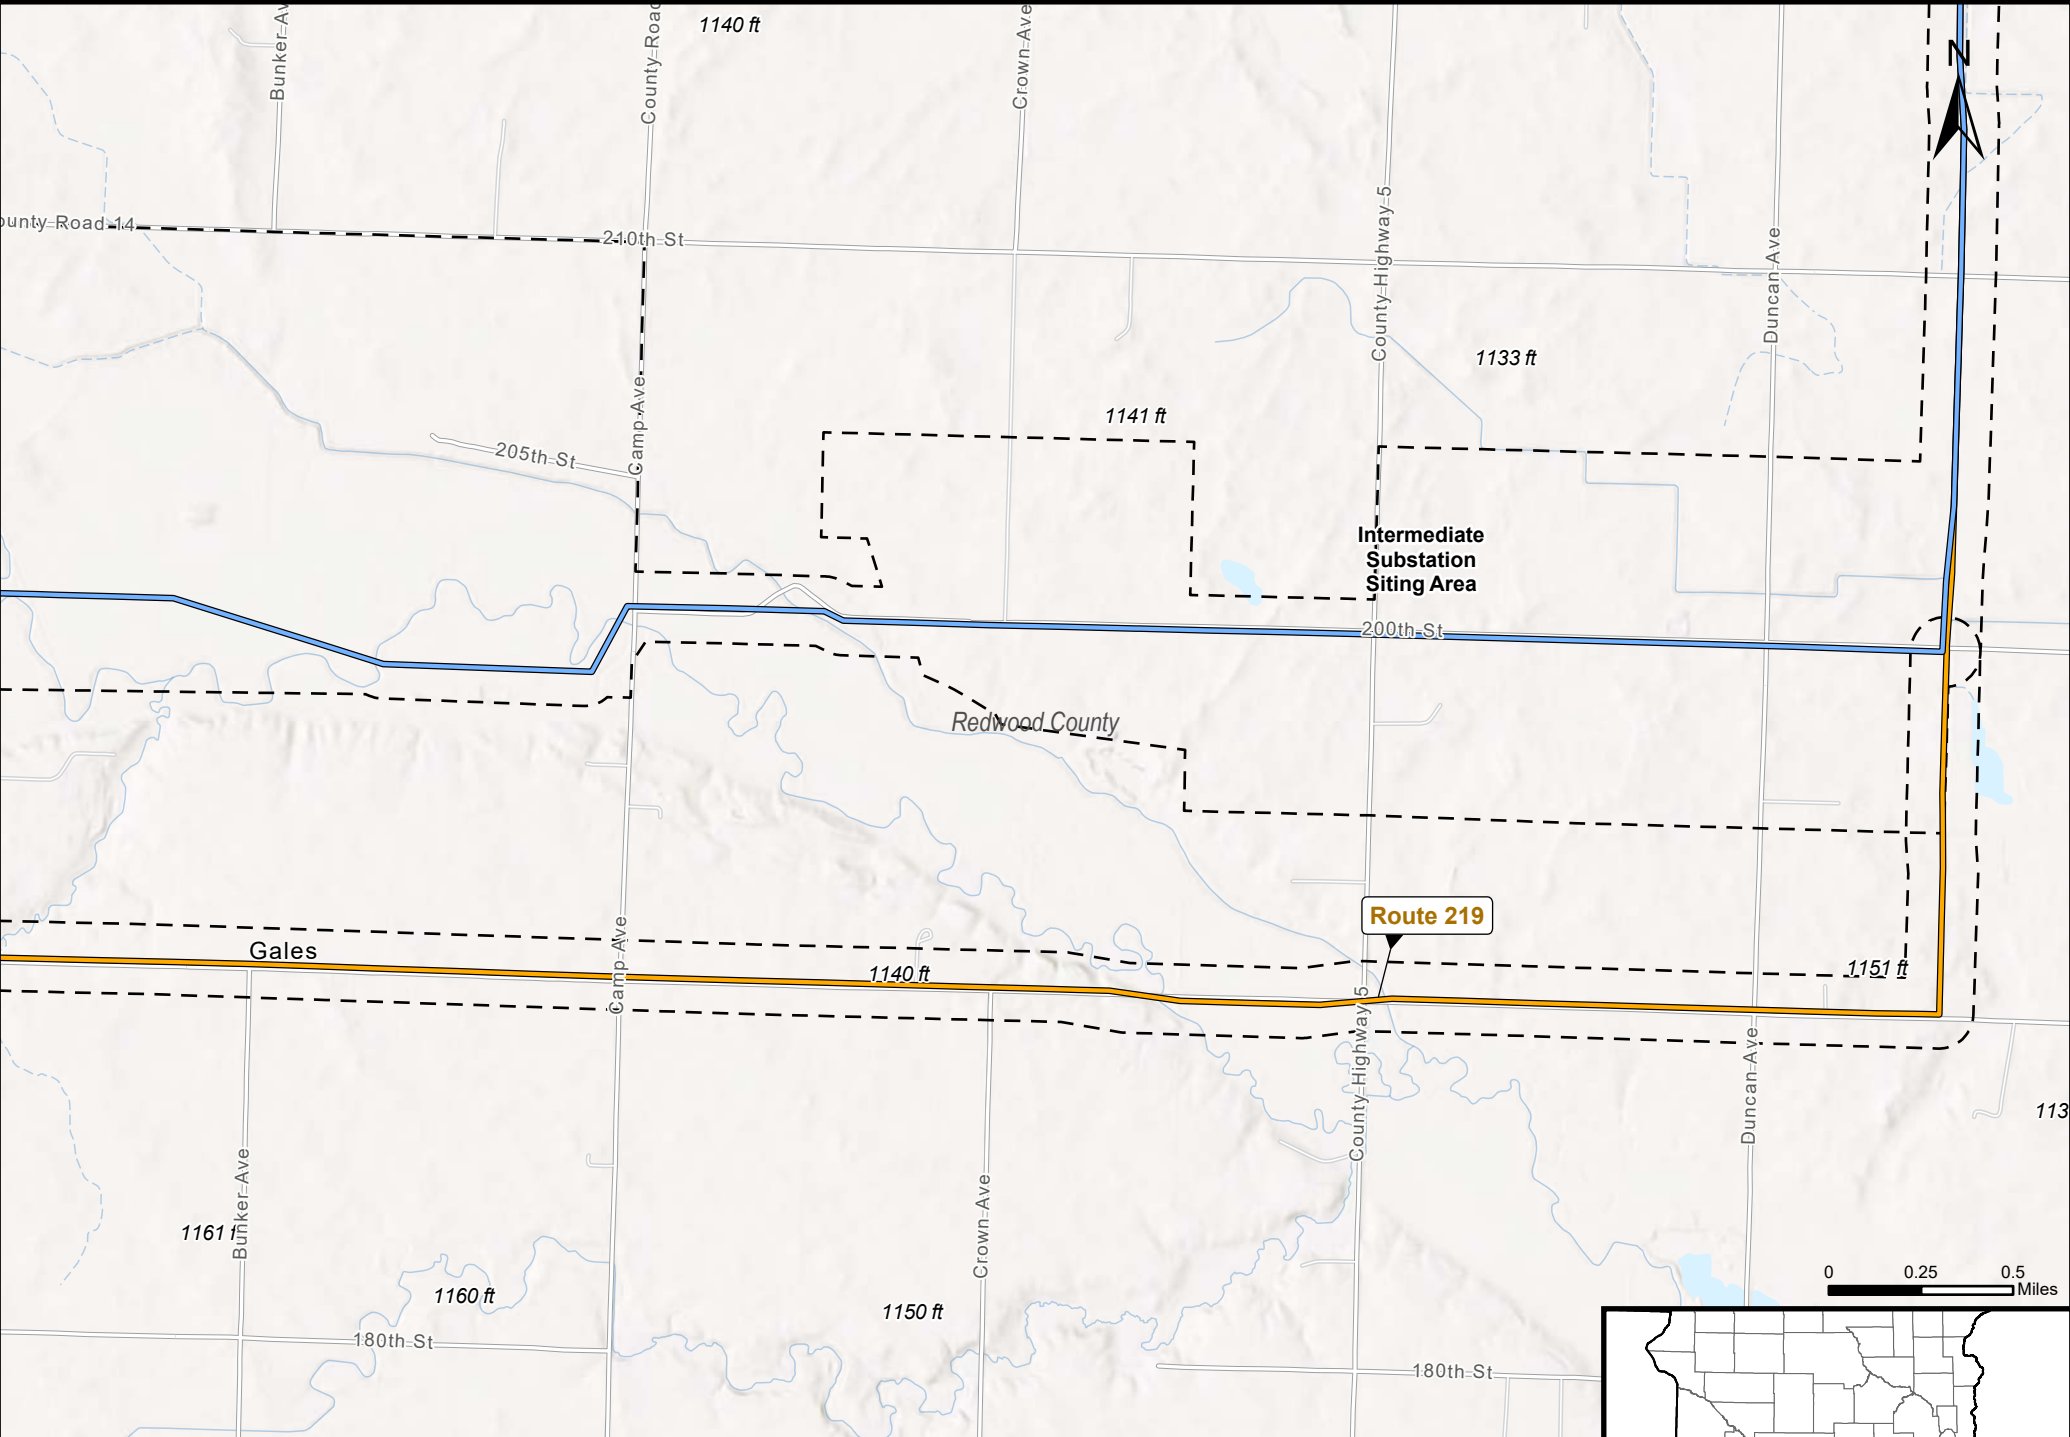 1140 ft
Bunker-Av
County-Road
Crown-Ave
N
ounty Road-14
210th St
County-Highway-5
Duncan-Ave
1133 ft
1141 ft
Camp-Ave
205th St
Intermediate
Substation
Siting Area
200th St
Redwood County
Route 219
Gales
Camp-Ave
1140 ft
1151 ft
County-Highway-5
Duncan-Ave
113
Bunker-Ave
1161 f
Crown-Ave
1160 ft
1150 ft
0 0.25 0.5
Miles
180th St
180th St